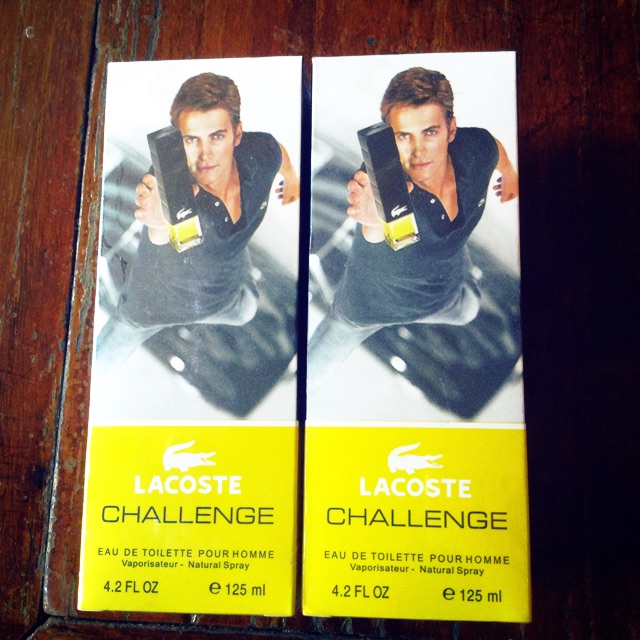 LACOSTE
CHALLENGE
EAU DE TOILETTE POUR HOMME
Vaporisateur - Natural Spray
4.2 FL OZ e 125 ml
LACOSTE
CHALLENGE
EAU DE TOILETTE POUR HOMME
Vaporisateur - Natural Spray
4.2 FL OZ e 125 ml